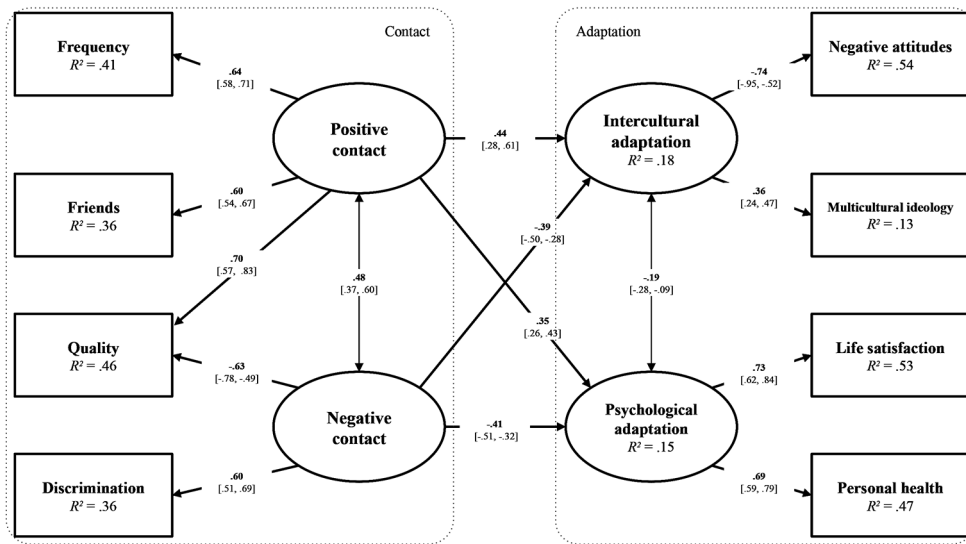 Contact
Adaptation
Frequency
R² = .41
.64
[.58, .71]
Positive
contact
.44
[.28, .61]
Intercultural
adaptation
R² = .18
-.74
[-.95, -.52]
Negative attitudes
R² = .54
Friends
R² = .36
.60
[.54, .67]
.36
[.24, .47]
Multicultural ideology
R² = .13
.70
[.57, .83]
-.39
[-.50, -.28]
.48
[.37, .60]
-.19
[-.28, -.09]
.35
[.26, .43]
Quality
R² = .46
-.63
[-.78, -.49]
Negative
contact
-.41
[-.51, -.32]
Psychological
adaptation
R² = .15
.73
[.62, .84]
Life satisfaction
R² = .53
Discrimination
R² = .36
.60
[.51, .69]
.69
[.59, .79]
Personal health
R² = .47